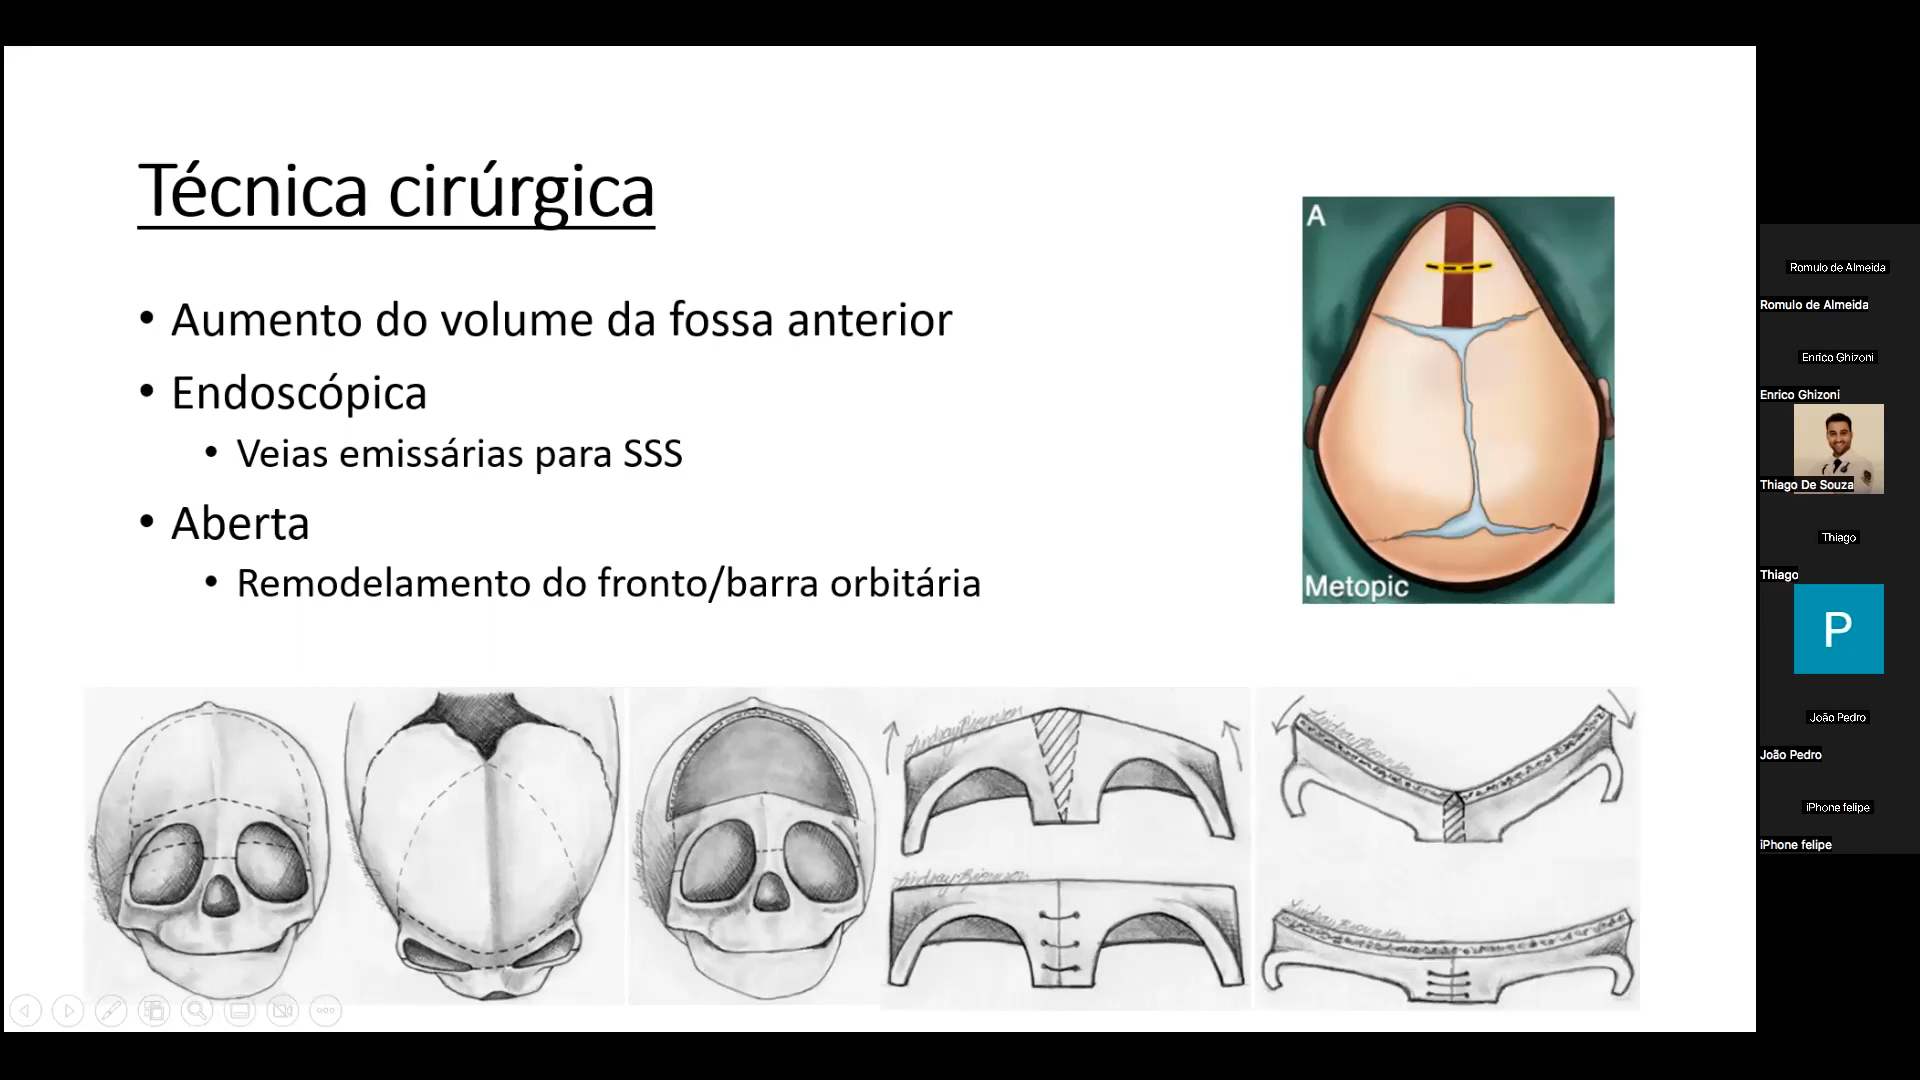 Técnica cirúrgica
• Aumento do volume da fossa anterior
• Endoscópica
• Veias emissárias para SSS
• Aberta
• Remodelamento do fronto/barra orbitária
A
Metopic
Romulo de Almeida
Romulo de Almeida
Enrico Ghizoni
Enrico Ghizoni
Thiago De Souza
Thiago
Thiago
P
João Pedro
João Pedro
iPhone felipe
iPhone felipe